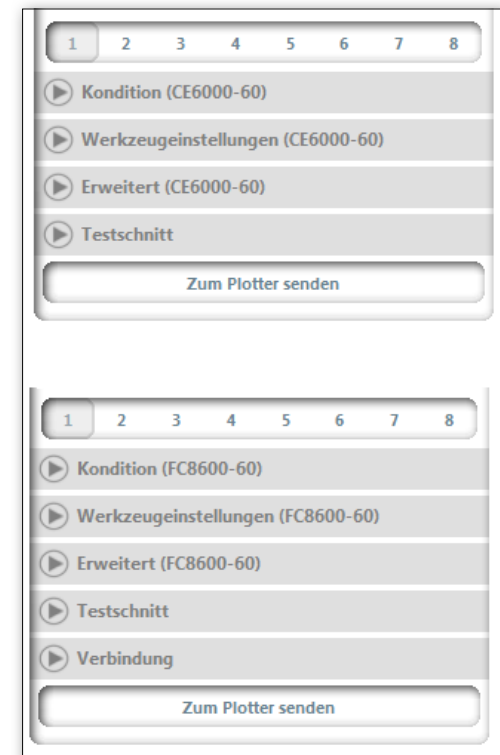 1 2 3 4 5 6 7 8
Kondition (CE6000-60)
Werkzeugeinstellungen (CE6000-60)
Erweitert (CE6000-60)
Testschnitt
Zum Plotter senden
1 2 3 4 5 6 7 8
Kondition (FC8600-60)
Werkzeugeinstellungen (FC8600-60)
Erweitert (FC8600-60)
Testschnitt
Verbindung
Zum Plotter senden